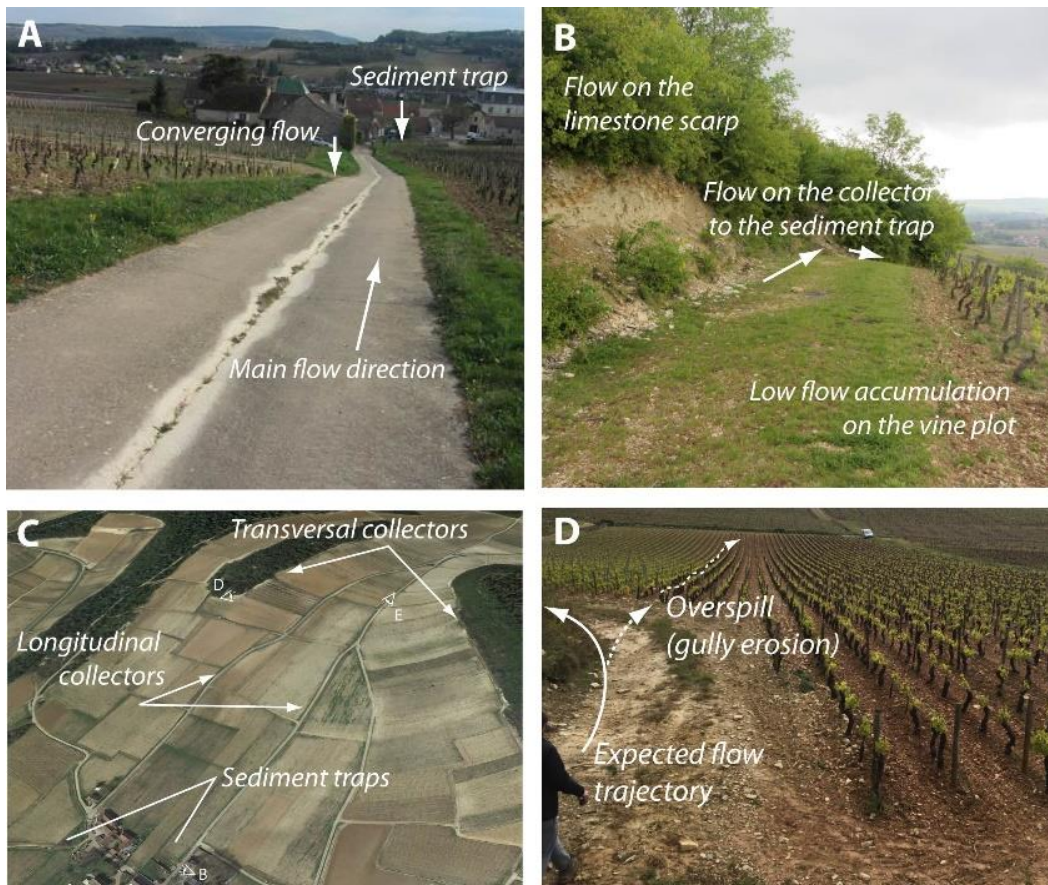 A
Sediment trap
Converging flow
Main flow direction
B
Flow on the
limestone scarp
Flow on the collector
to the sediment trap
Low flow accumulation
on the vine plot
C
Transversal collectors
D
E
Longitudinal
collectors
Sediment traps
B
D
Overspill
(gully erosion)
Expected flow
trajectory